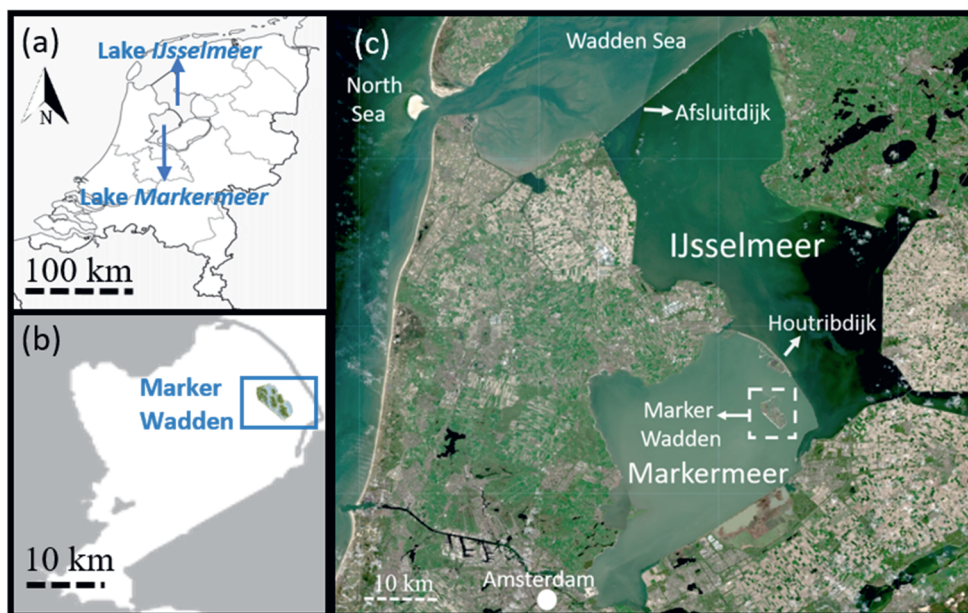 (a)
Lake IJsselmeer
N
Lake Markermeer
100 km
(b)
Marker
Wadden
10 km
(c)
Wadden Sea
North
Sea
Afsluitdijk
IJsselmeer
Houtribdijk
Marker
Wadden
Markermeer
10 km
Amsterdam